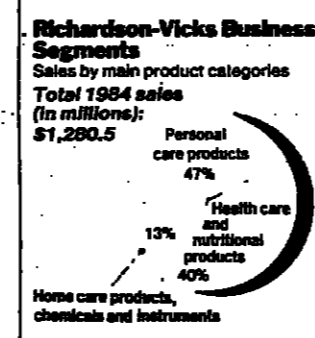 Richardson-Vicks Business
Segments
Sales by main product categories
Total 1984 sales
(in millions):
$1,280.5
Personal
care products
47%
Health care
and
nutritional
products
40%
13%
Home care products,
chemicals and instruments